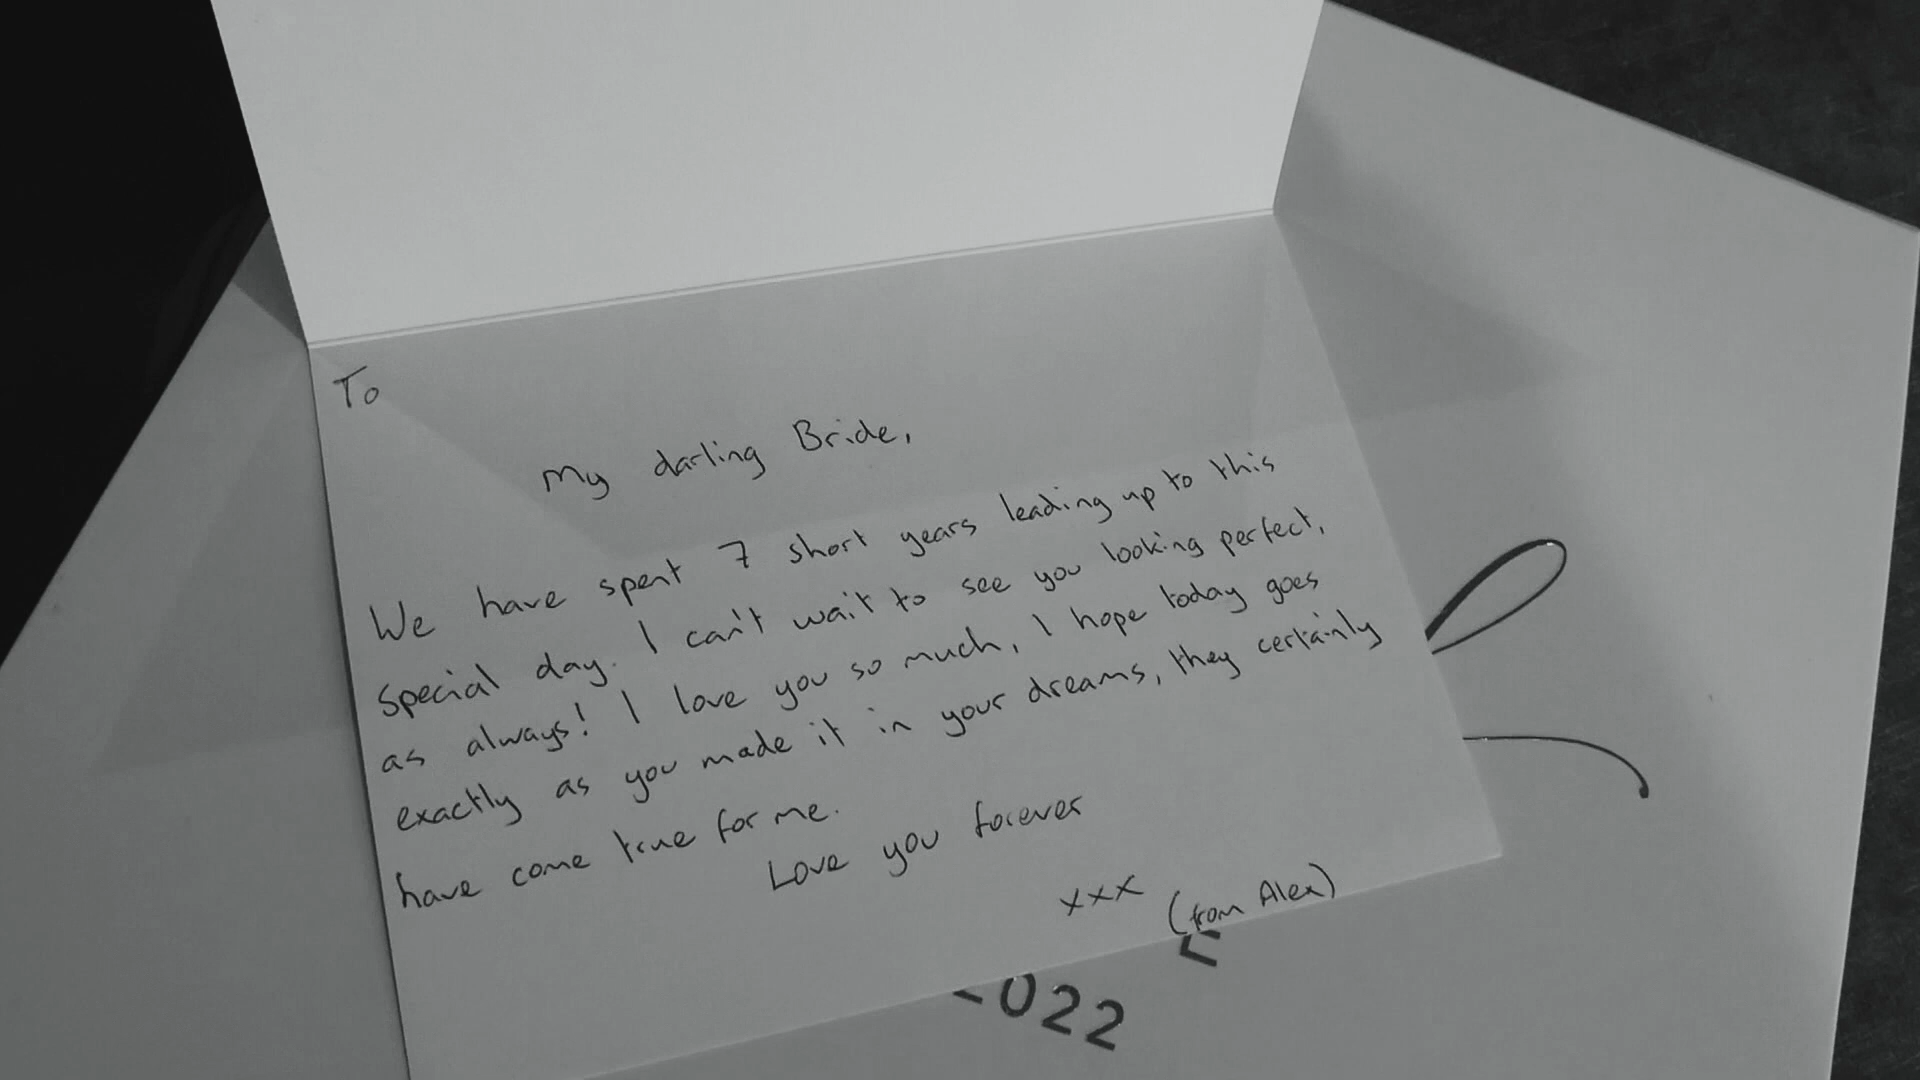 To
My darling Bride,
We have spent 7 short years leading up to this
special day. I can't wait to see you looking perfect,
as always! I love you so much, I hope today goes
exactly as you made it in your dreams, they certainly
have come true for me.
Love you forever
xxx (from Alex)
022